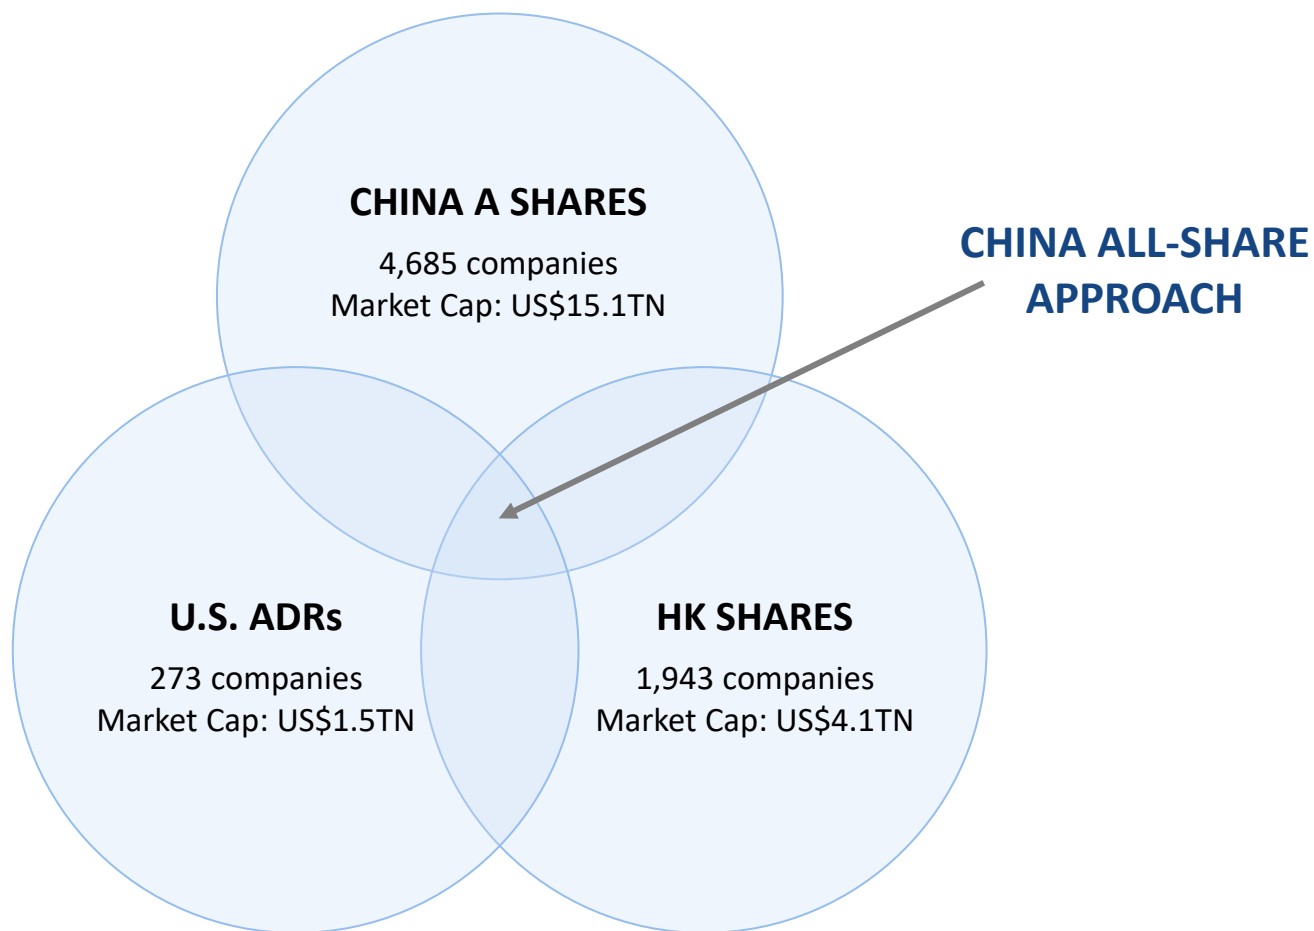 CHINA A SHARES
4,685 companies
Market Cap: US$15.1TN
CHINA ALL-SHARE
APPROACH
U.S. ADRs
273 companies
Market Cap: US$1.5TN
HK SHARES
1,943 companies
Market Cap: US$4.1TN